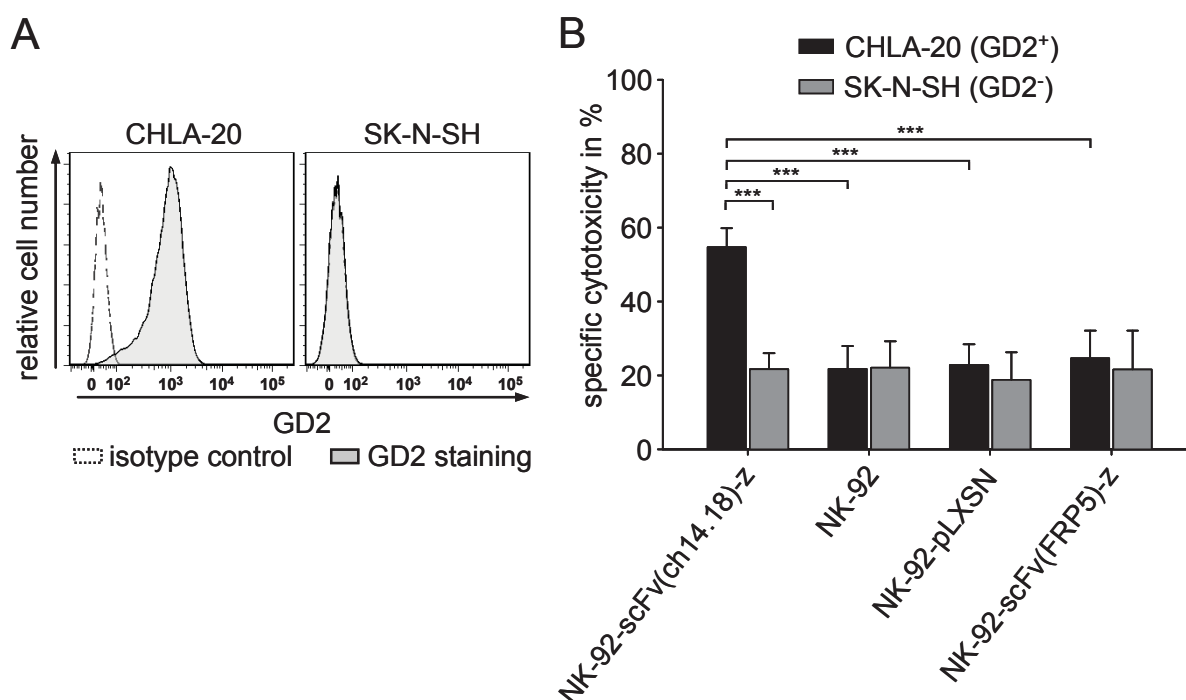 A
CHLA-20
SK-N-SH
relative cell number
0 10² 10³ 10⁴ 10⁵
0 10² 10³ 10⁴ 10⁵
GD2
isotype control
GD2 staining
B
CHLA-20 (GD2⁺)
SK-N-SH (GD2⁻)
specific cytotoxicity in %
100
80
60
40
20
0
***
***
***
***
NK-92-scFv(ch14.18)-z
NK-92
NK-92-pLXSN
NK-92-scFv(FRP5)-z